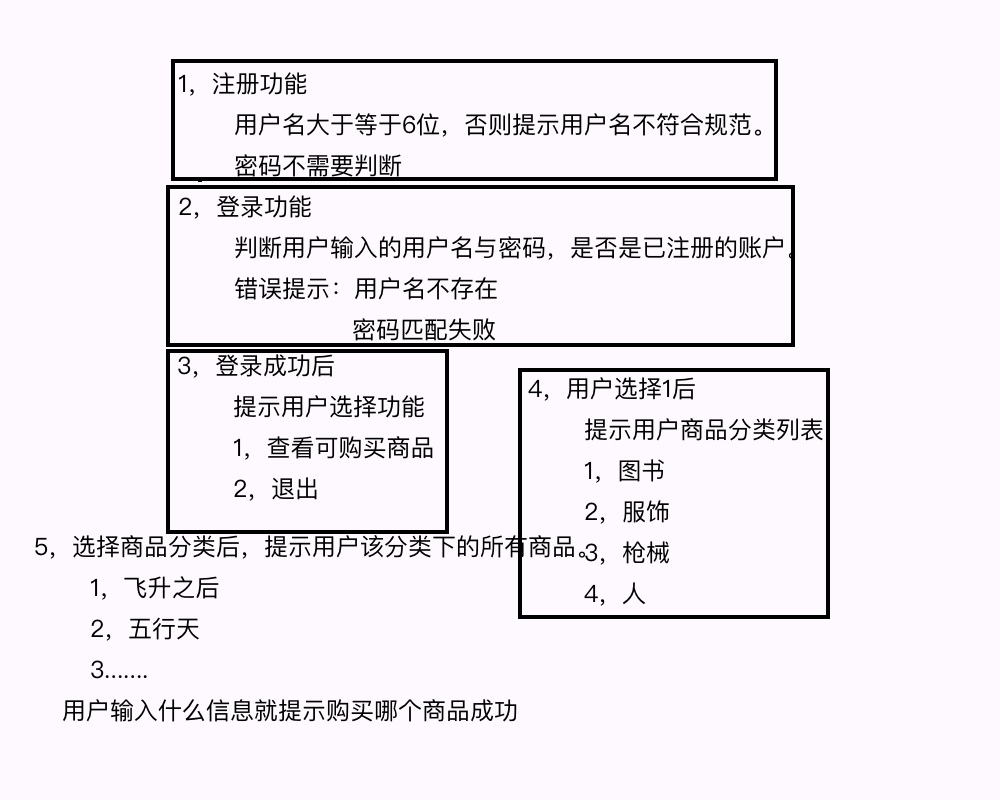 1，注册功能
用户名大于等于6位，否则提示用户名不符合规范。
密码不需要判断
2，登录功能
判断用户输入的用户名与密码，是否是已注册的账户。
错误提示：用户名不存在
密码匹配失败
3，登录成功后
提示用户选择功能
1，查看可购买商品
2，退出
4，用户选择1后
提示用户商品分类列表
1，图书
2，服饰
3，枪械
4，人
5，选择商品分类后，提示用户该分类下的所有商品。
1，飞升之后
2，五行天
3.......
用户输入什么信息就提示购买哪个商品成功